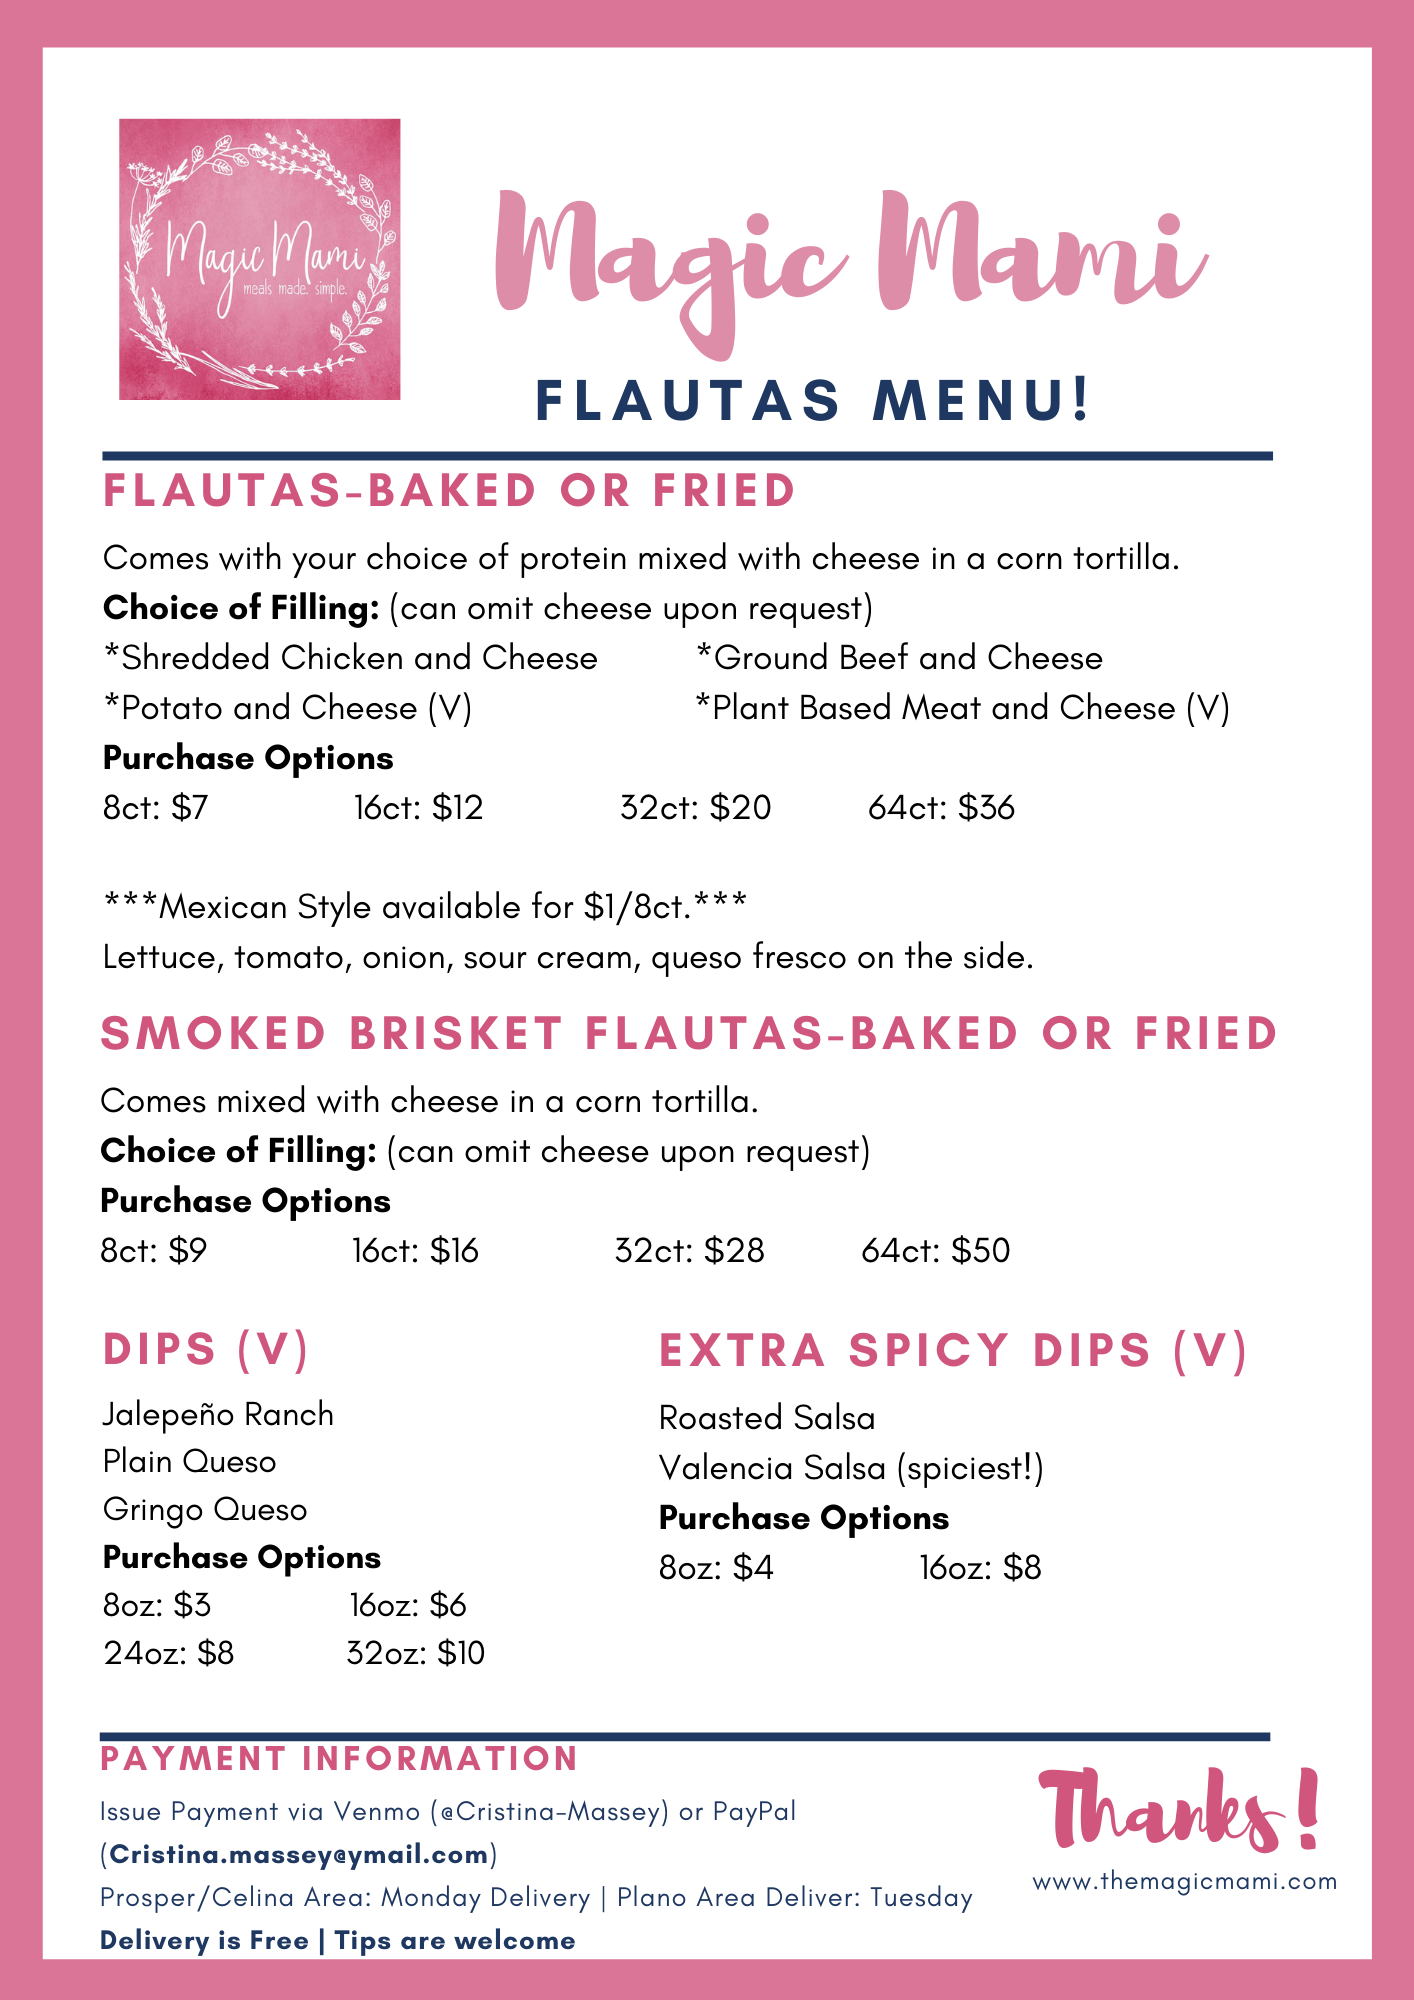 Magic Mami
meals made. simple.
Magic Mami
FLAUTAS MENU!
FLAUTAS-BAKED OR FRIED
Comes with your choice of protein mixed with cheese in a corn tortilla.
Choice of Filling: (can omit cheese upon request)
*Shredded Chicken and Cheese *Ground Beef and Cheese
*Potato and Cheese (V) *Plant Based Meat and Cheese (V)
Purchase Options
8ct: $7 16ct: $12 32ct: $20 64ct: $36
***Mexican Style available for $1/8ct.***
Lettuce, tomato, onion, sour cream, queso fresco on the side.
SMOKED BRISKET FLAUTAS-BAKED OR FRIED
Comes mixed with cheese in a corn tortilla.
Choice of Filling: (can omit cheese upon request)
Purchase Options
8ct: $9 16ct: $16 32ct: $28 64ct: $50
DIPS (V)
Jalepeño Ranch
Plain Queso
Gringo Queso
Purchase Options
8oz: $3 16oz: $6
24oz: $8 32oz: $10
EXTRA SPICY DIPS (V)
Roasted Salsa
Valencia Salsa (spiciest!)
Purchase Options
8oz: $4 16oz: $8
PAYMENT INFORMATION
Issue Payment via Venmo (@Cristina-Massey) or PayPal
(Cristina.massey@ymail.com)
Prosper/Celina Area: Monday Delivery | Plano Area Deliver: Tuesday
Delivery is Free | Tips are welcome
Thanks!
www.themagicmami.com